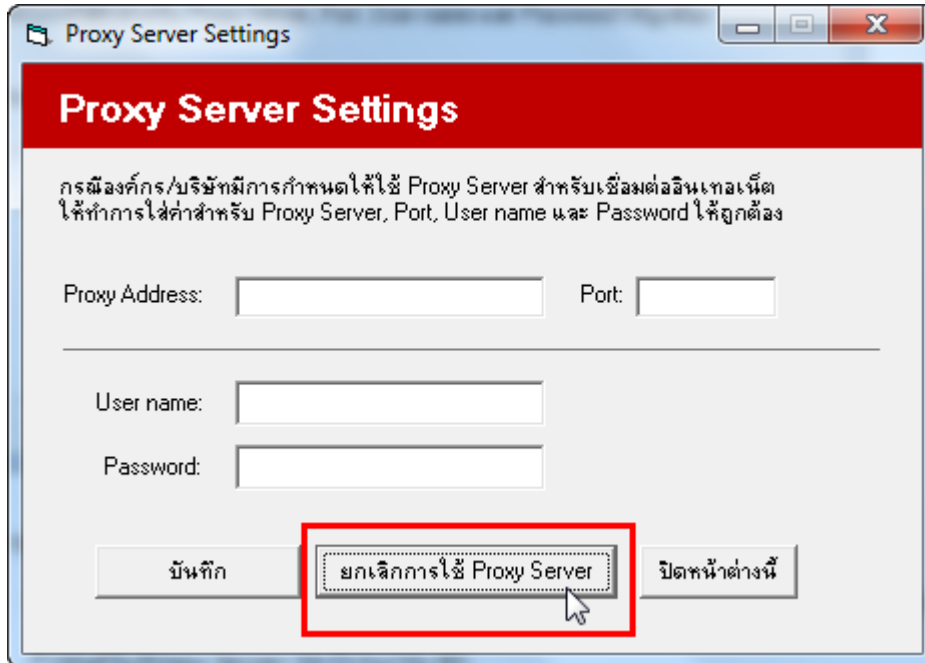 Proxy Server Settings
Proxy Server Settings
กรณีองค์กร/บริษัทมีการกำหนดให้ใช้ Proxy Server สำหรับเชื่อมต่ออินเทอเน็ต
ให้ทำการใส่ค่าสำหรับ Proxy Server, Port, User name และ Password ให้ถูกต้อง
Proxy Address: Port:
User name:
Password:
บันทึก ยกเลิกการใช้ Proxy Server ปิดหน้าต่างนี้